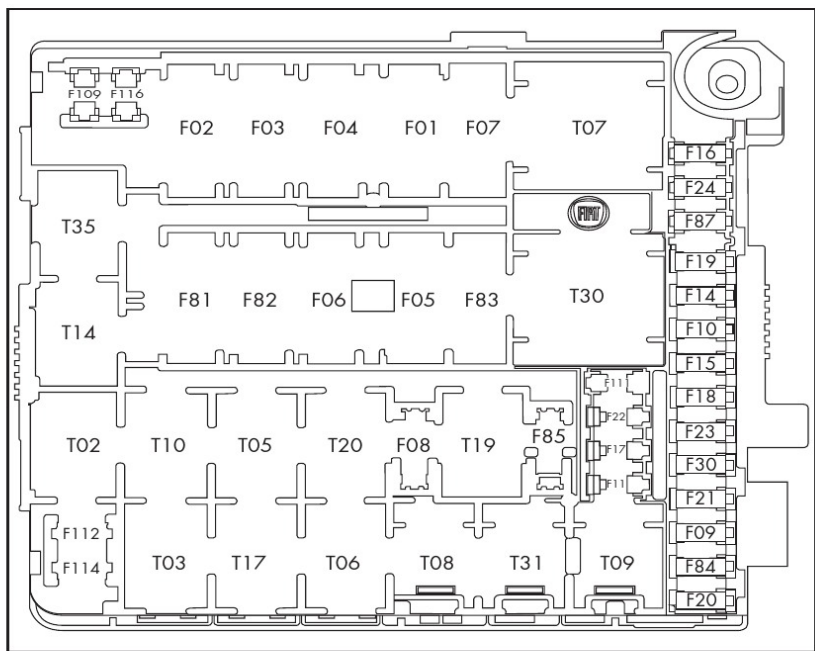 F109 F116
F02 F03 F04 F01 F07 T07
F16
F24
T35 FIAT F87
F19
F81 F82 F06 F05 F83 T30 F14
T14 F10
F15
F111
F18
F22
T02 T10 T05 T20 F08 T19 F85 F23
F17
F30
F11
F21
F112 F09
F114 T03 T17 T06 T08 T31 T09 F84
F20